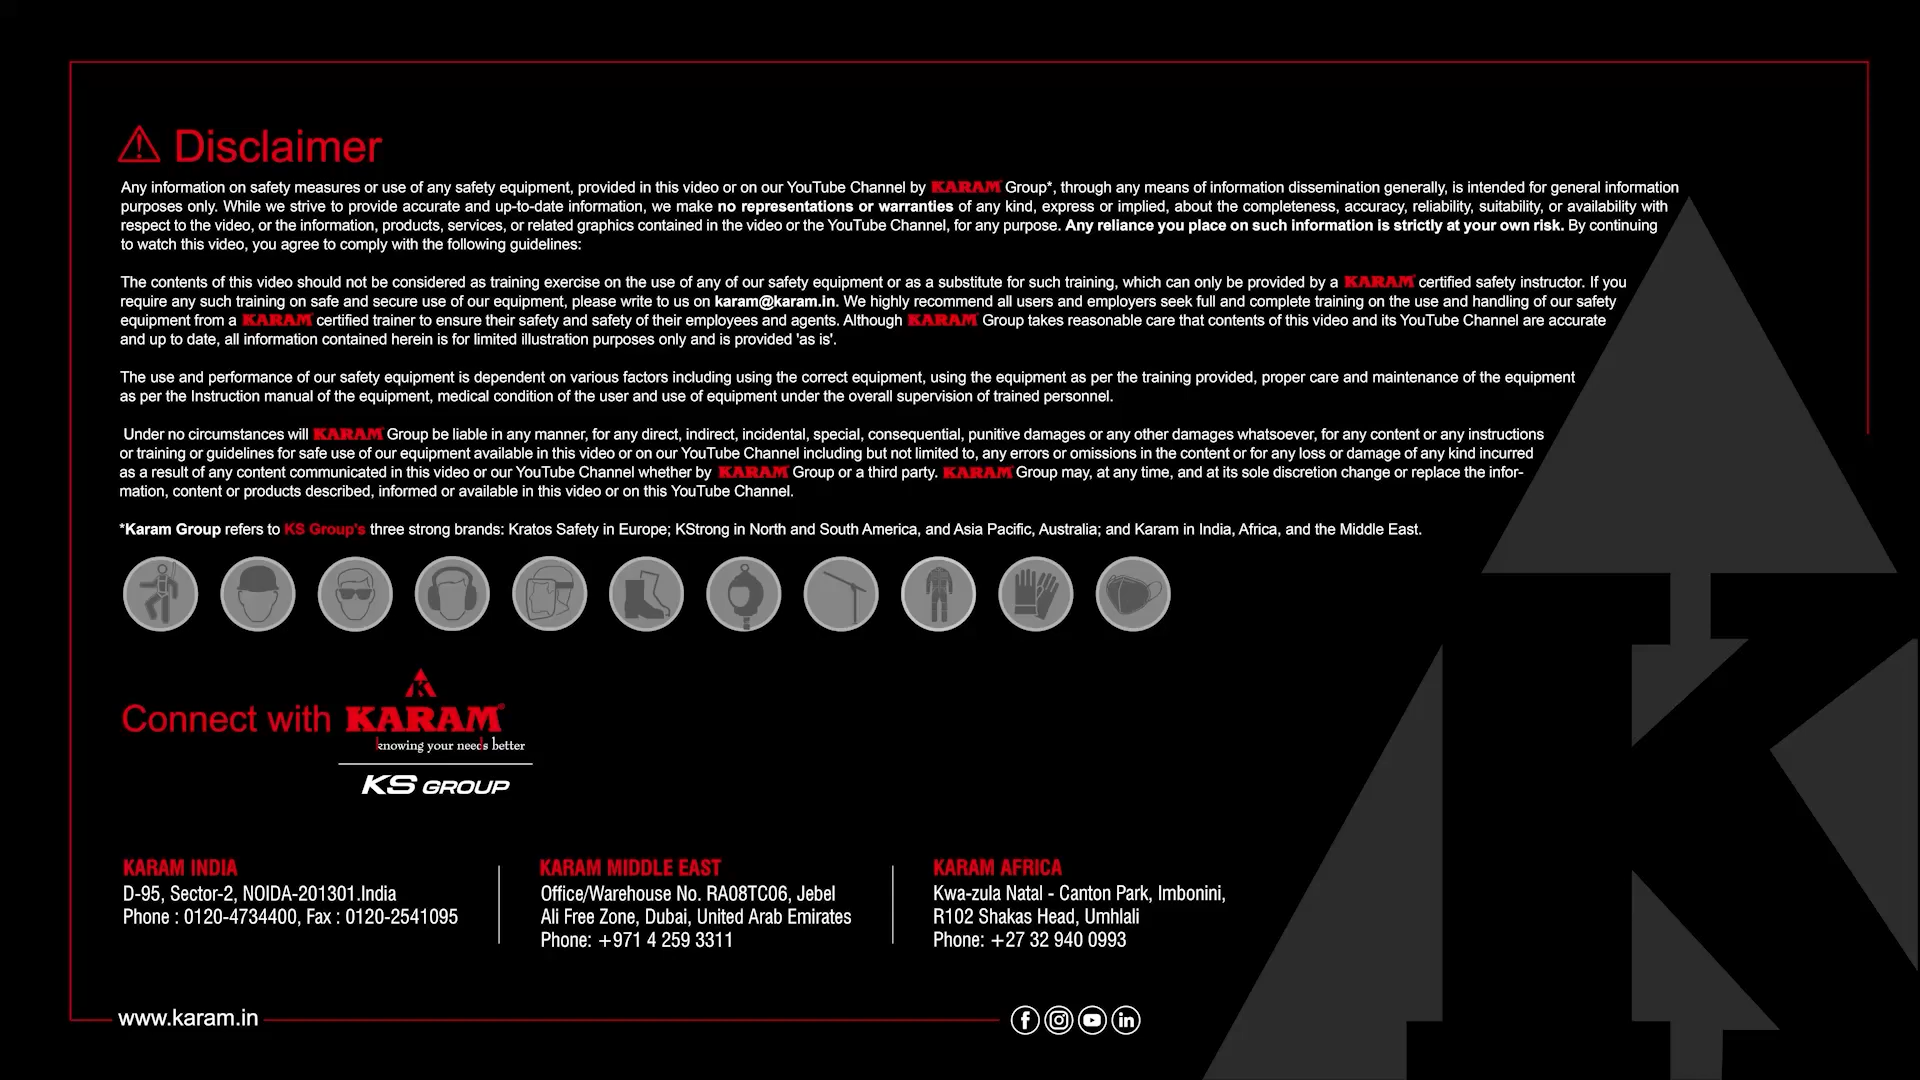 Disclaimer
Any information on safety measures or use of any safety equipment, provided in this video or on our YouTube Channel by KARAM Group*, through any means of information dissemination generally, is intended for general information
purposes only. While we strive to provide accurate and up-to-date information, we make no representations or warranties of any kind, express or implied, about the completeness, accuracy, reliability, suitability, or availability with
respect to the video, or the information, products, services, or related graphics contained in the video or the YouTube Channel, for any purpose. Any reliance you place on such information is strictly at your own risk. By continuing
to watch this video, you agree to comply with the following guidelines:
The contents of this video should not be considered as training exercise on the use of any of our safety equipment or as a substitute for such training, which can only be provided by a KARAM certified safety instructor. If you
require any such training on safe and secure use of our equipment, please write to us on karam@karam.in. We highly recommend all users and employers seek full and complete training on the use and handling of our safety
equipment from a KARAM certified trainer to ensure their safety and safety of their employees and agents. Although KARAM Group takes reasonable care that contents of this video and its YouTube Channel are accurate
and up to date, all information contained herein is for limited illustration purposes only and is provided 'as is'.
The use and performance of our safety equipment is dependent on various factors including using the correct equipment, using the equipment as per the training provided, proper care and maintenance of the equipment
as per the Instruction manual of the equipment, medical condition of the user and use of equipment under the overall supervision of trained personnel.
Under no circumstances will KARAM Group be liable in any manner, for any direct, indirect, incidental, special, consequential, punitive damages or any other damages whatsoever, for any content or any instructions
or training or guidelines for safe use of our equipment available in this video or on our YouTube Channel including but not limited to, any errors or omissions in the content or for any loss or damage of any kind incurred
as a result of any content communicated in this video or our YouTube Channel whether by KARAM Group or a third party. KARAM Group may, at any time, and at its sole discretion change or replace the infor-
mation, content or products described, informed or available in this video or on this YouTube Channel.
*Karam Group refers to KS Group's three strong brands: Kratos Safety in Europe; KStrong in North and South America, and Asia Pacific, Australia; and Karam in India, Africa, and the Middle East.
K
Connect with KARAM®
knowing your needs better
KS GROUP
KARAM INDIA
D-95, Sector-2, NOIDA-201301.India
Phone : 0120-4734400, Fax : 0120-2541095
KARAM MIDDLE EAST
Office/Warehouse No. RA08TC06, Jebel
Ali Free Zone, Dubai, United Arab Emirates
Phone: +971 4 259 3311
KARAM AFRICA
Kwa-zula Natal - Canton Park, Imbonini,
R102 Shakas Head, Umhlali
Phone: +27 32 940 0993
www.karam.in